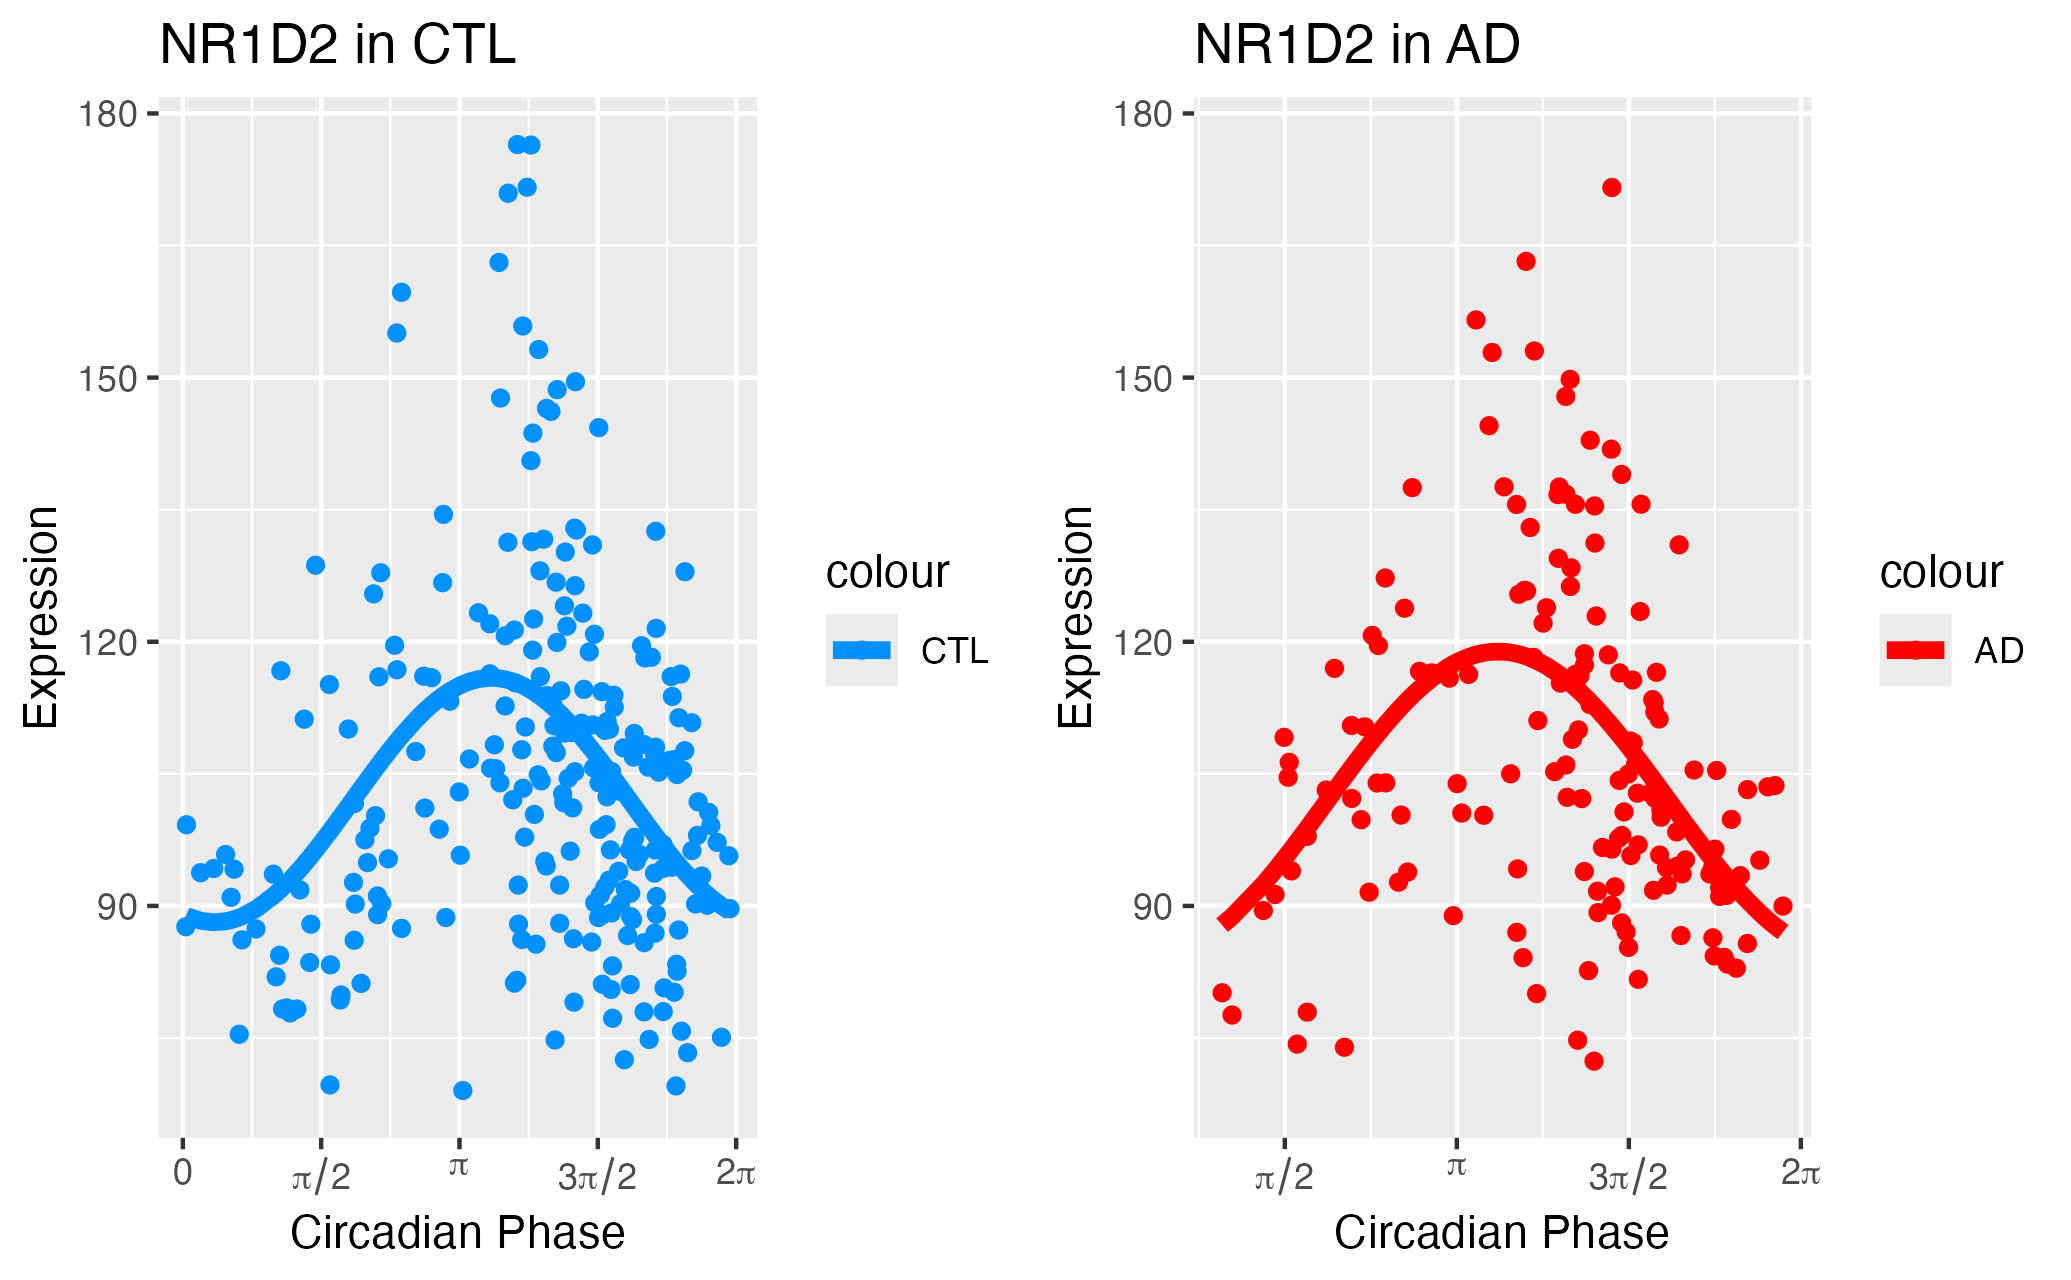 NR1D2 in CTL
180
150
120
90
Expression
0
π/2
π
3π/2
2π
Circadian Phase
colour
CTL
NR1D2 in AD
180
150
120
90
Expression
π/2
π
3π/2
2π
Circadian Phase
colour
AD